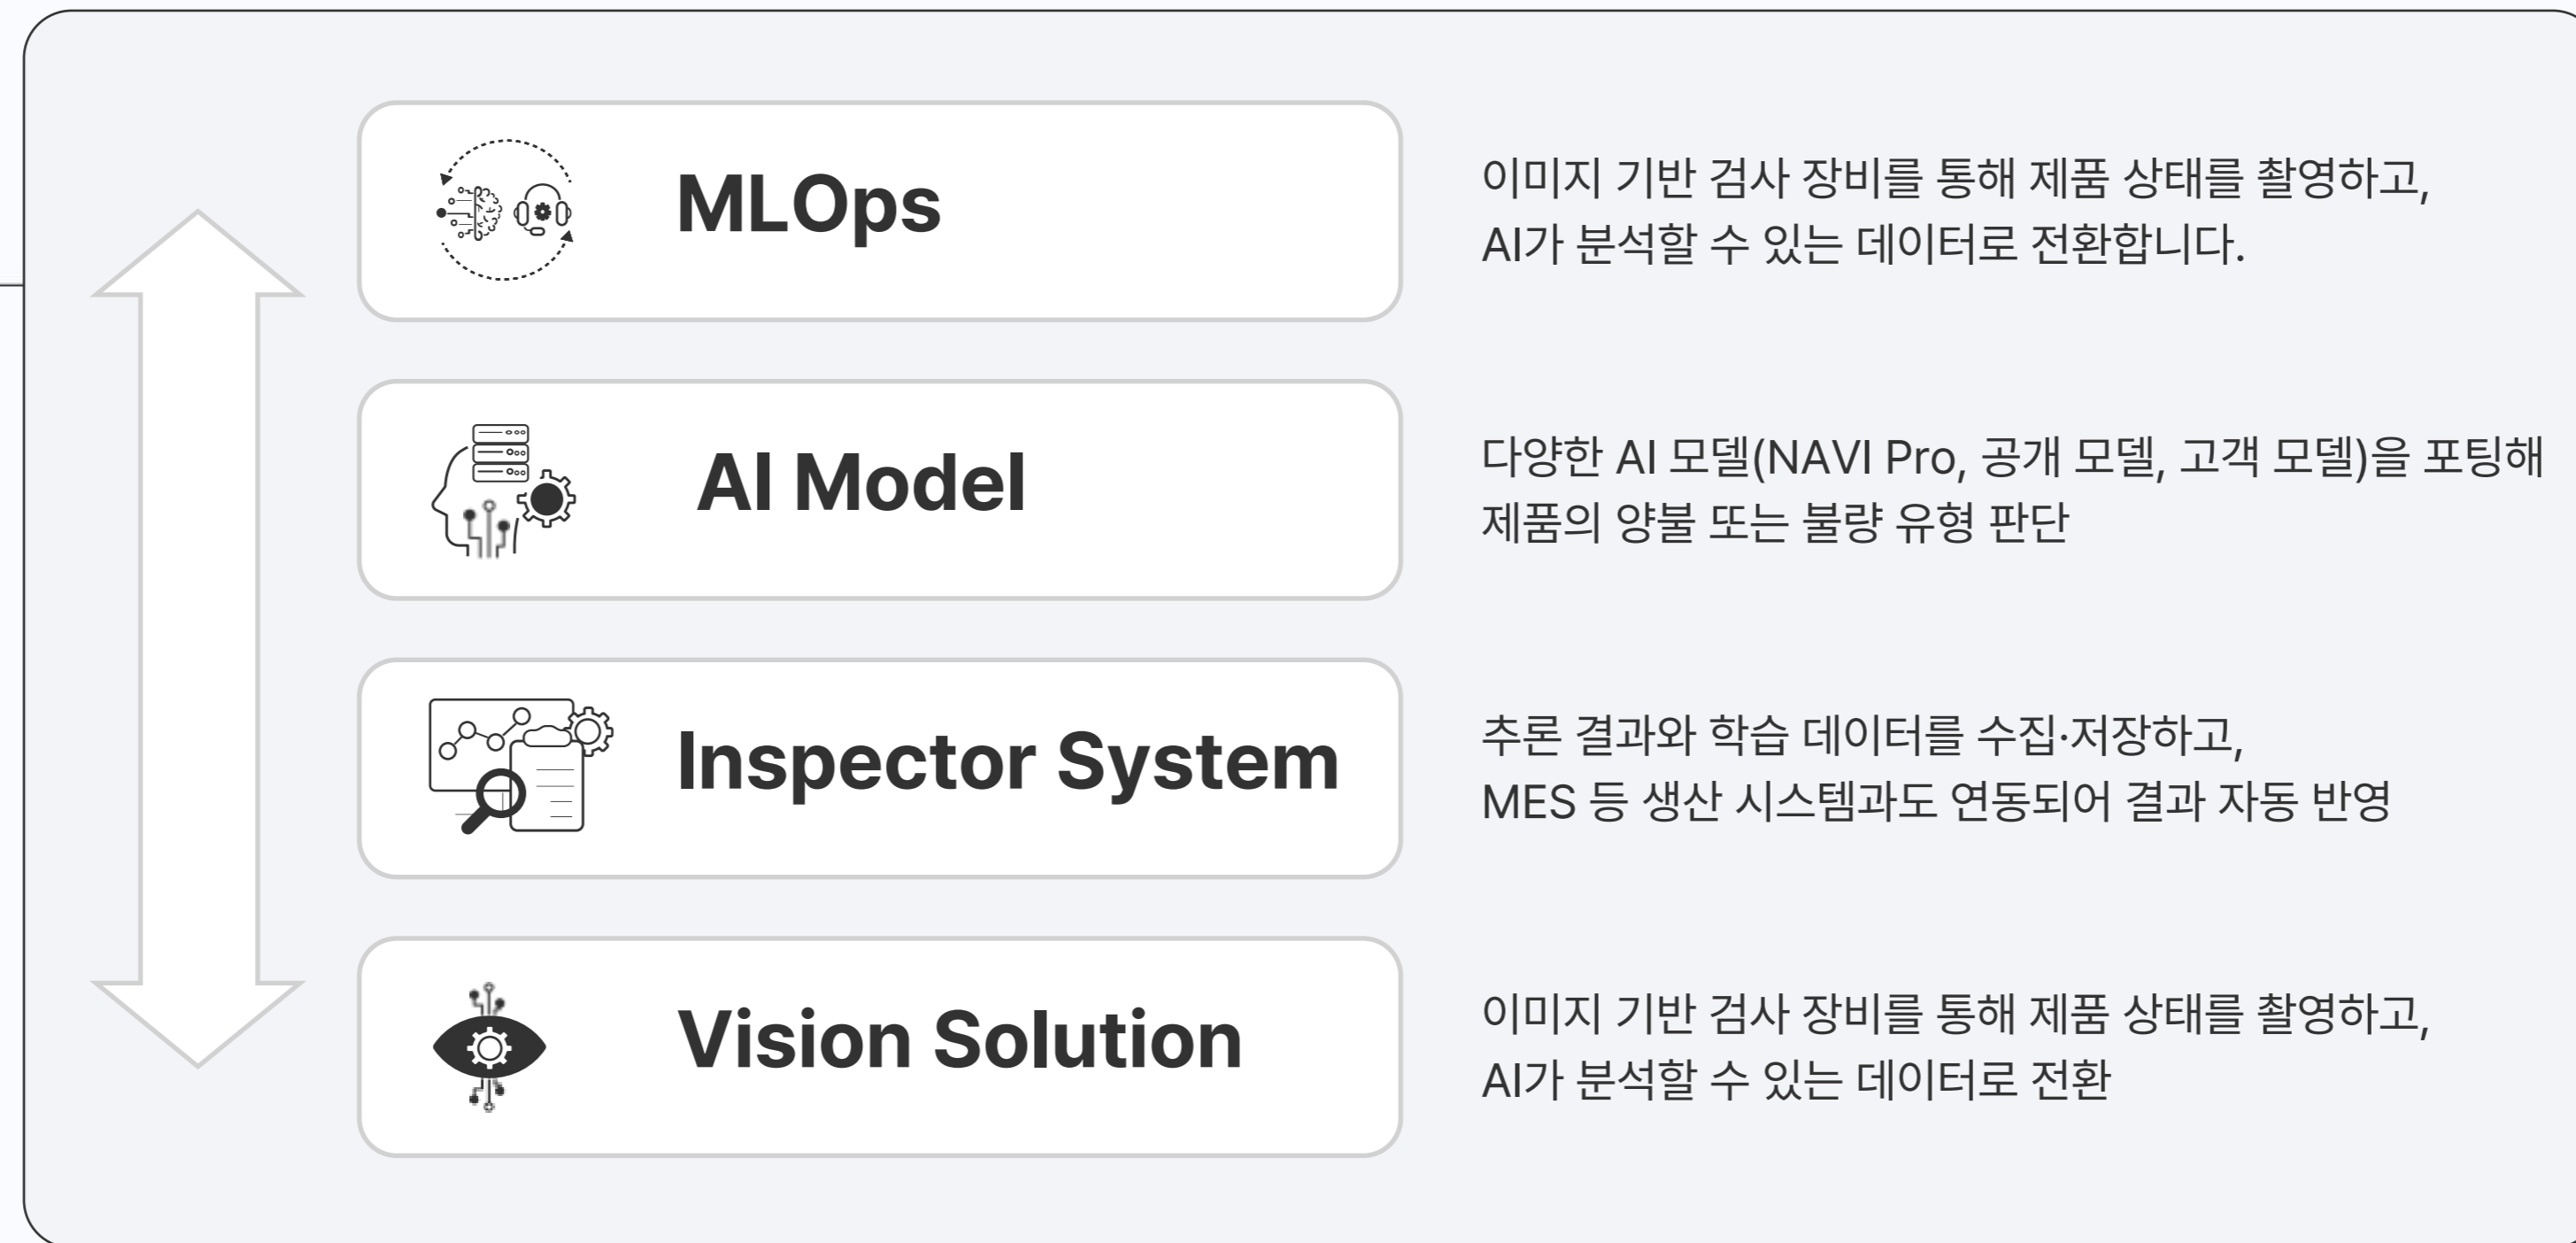 MLOps
이미지 기반 검사 장비를 통해 제품 상태를 촬영하고,
AI가 분석할 수 있는 데이터로 전환합니다.
AI Model
다양한 AI 모델(NAVI Pro, 공개 모델, 고객 모델)을 포팅해
제품의 양불 또는 불량 유형 판단
Inspector System
추론 결과와 학습 데이터를 수집·저장하고,
MES 등 생산 시스템과도 연동되어 결과 자동 반영
Vision Solution
이미지 기반 검사 장비를 통해 제품 상태를 촬영하고,
AI가 분석할 수 있는 데이터로 전환